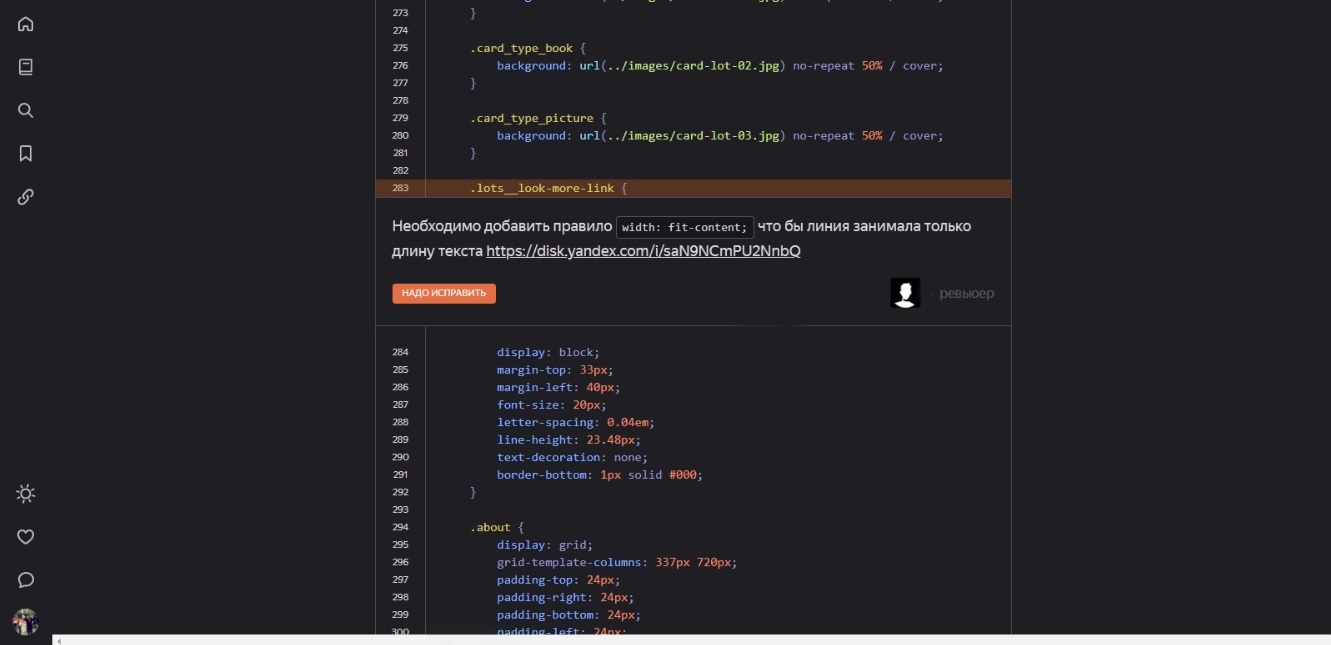 273 }
274
275 .card_type_book {
276 background: url(../images/card-lot-02.jpg) no-repeat 50% / cover;
277 }
278
279 .card_type_picture {
280 background: url(../images/card-lot-03.jpg) no-repeat 50% / cover;
281 }
282
283 .lots__look-more-link {
Необходимо добавить правило width: fit-content; что бы линия занимала только
длину текста https://disk.yandex.com/i/saN9NCmPU2NnbQ
НАДО ИСПРАВИТЬ · ревьюер
284 display: block;
285 margin-top: 33px;
286 margin-left: 40px;
287 font-size: 20px;
288 letter-spacing: 0.04em;
289 line-height: 23.48px;
290 text-decoration: none;
291 border-bottom: 1px solid #000;
292 }
293
294 .about {
295 display: grid;
296 grid-template-columns: 337px 720px;
297 padding-top: 24px;
298 padding-right: 24px;
299 padding-bottom: 24px;
300 padding-left: 24px;